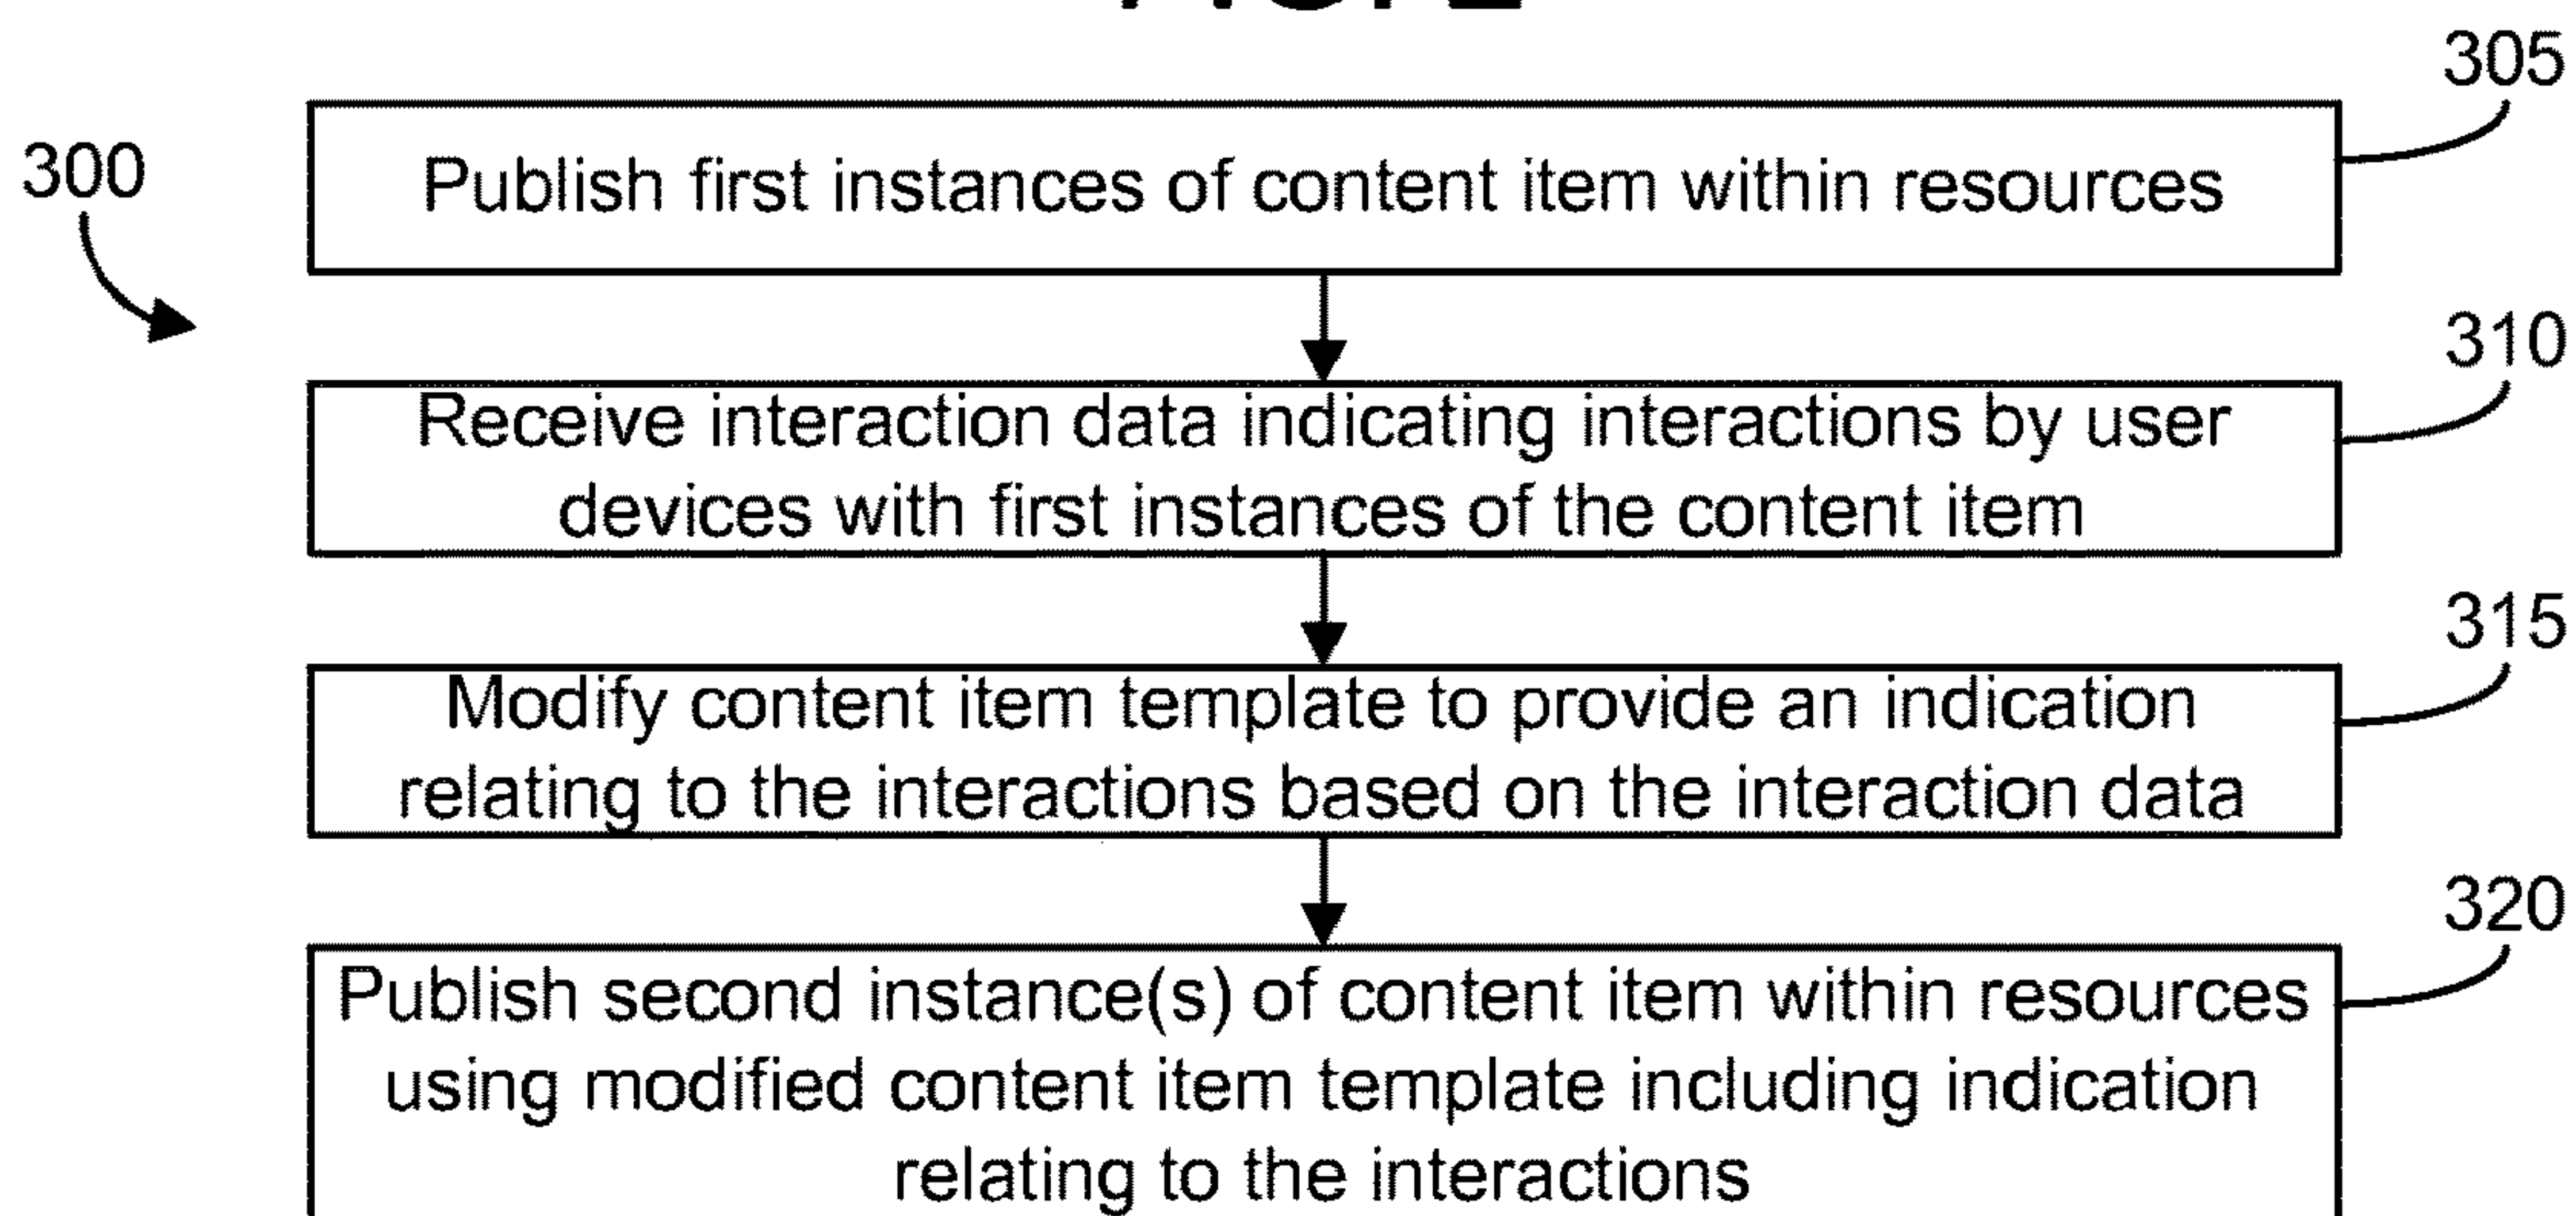 305
300
Publish first instances of content item within resources
310
Receive interaction data indicating interactions by user
devices with first instances of the content item
315
Modify content item template to provide an indication
relating to the interactions based on the interaction data
320
Publish second instance(s) of content item within resources
using modified content item template including indication
relating to the interactions